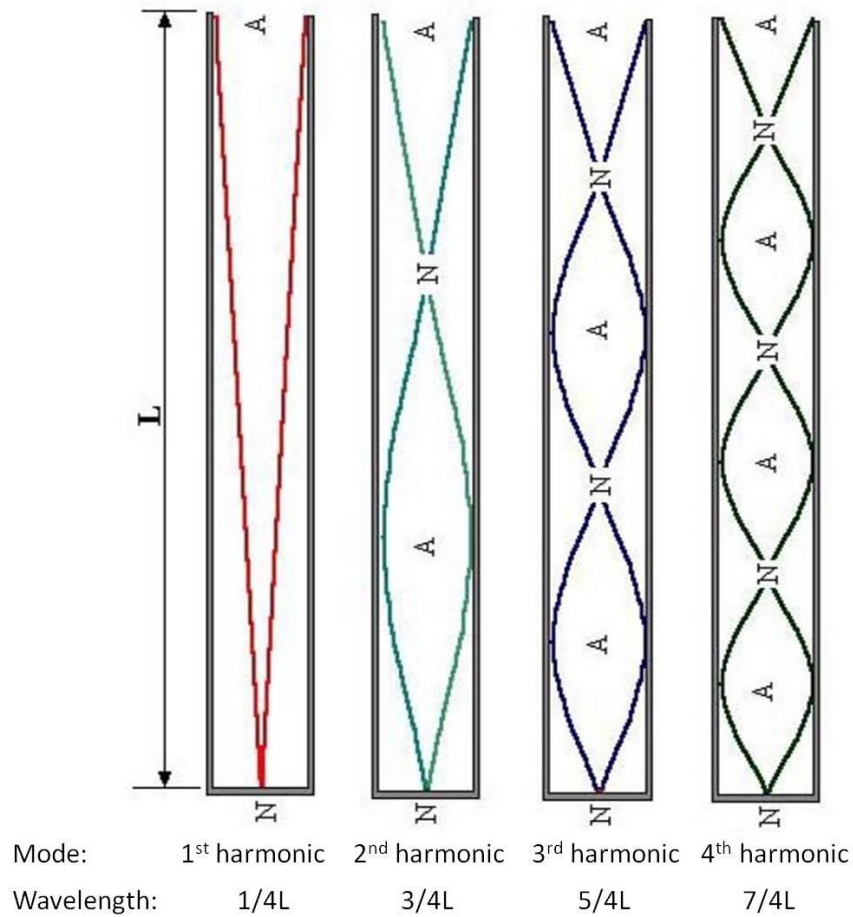 A A A A
N
N
N
A
A
N
L
N
A
A
N
A
A
N N N N
Mode: 1st harmonic 2nd harmonic 3rd harmonic 4th harmonic
Wavelength: 1/4L 3/4L 5/4L 7/4L